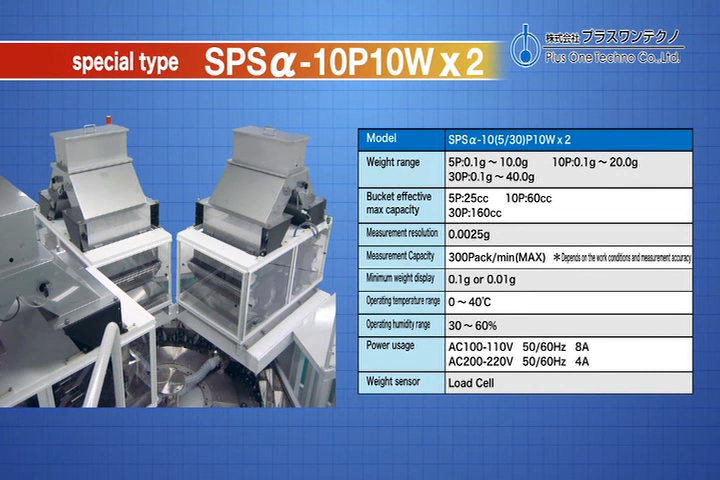 株式会社 プラスワンテクノ
Plus One Techno Co.,Ltd.
special type SPSα-10P10W x 2
Model SPSα-10(5/30)P10W x 2
Weight range 5P:0.1g～10.0g 10P:0.1g～20.0g
30P:0.1g～40.0g
Bucket effective 5P:25cc 10P:60cc
max capacity 30P:160cc
Measurement resolution 0.0025g
Measurement Capacity 300Pack/min(MAX) ＊Depends on the work conditions and measurement accuracy
Minimum weight display 0.1g or 0.01g
Operating temperature range 0～40℃
Operating humidity range 30～60%
Power usage AC100-110V 50/60Hz 8A
AC200-220V 50/60Hz 4A
Weight sensor Load Cell